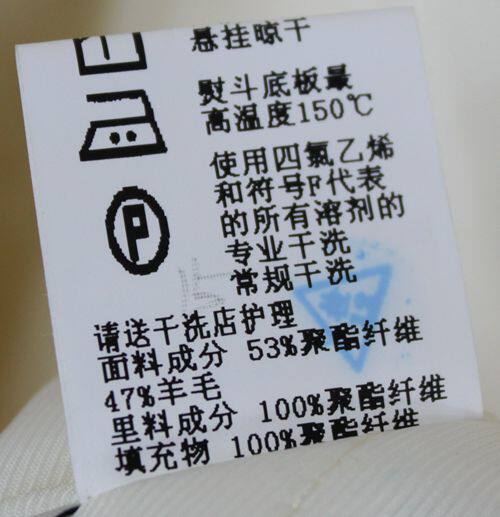 悬挂晾干
熨斗底板最
高温度150℃
使用四氯乙烯
和符号F代表
的所有溶剂的
专业干洗
常规干洗
P
请送干洗店护理
面料成分 53%聚酯纤维
47%羊毛
里料成分 100%聚酯纤维
填充物 100%聚酯纤维